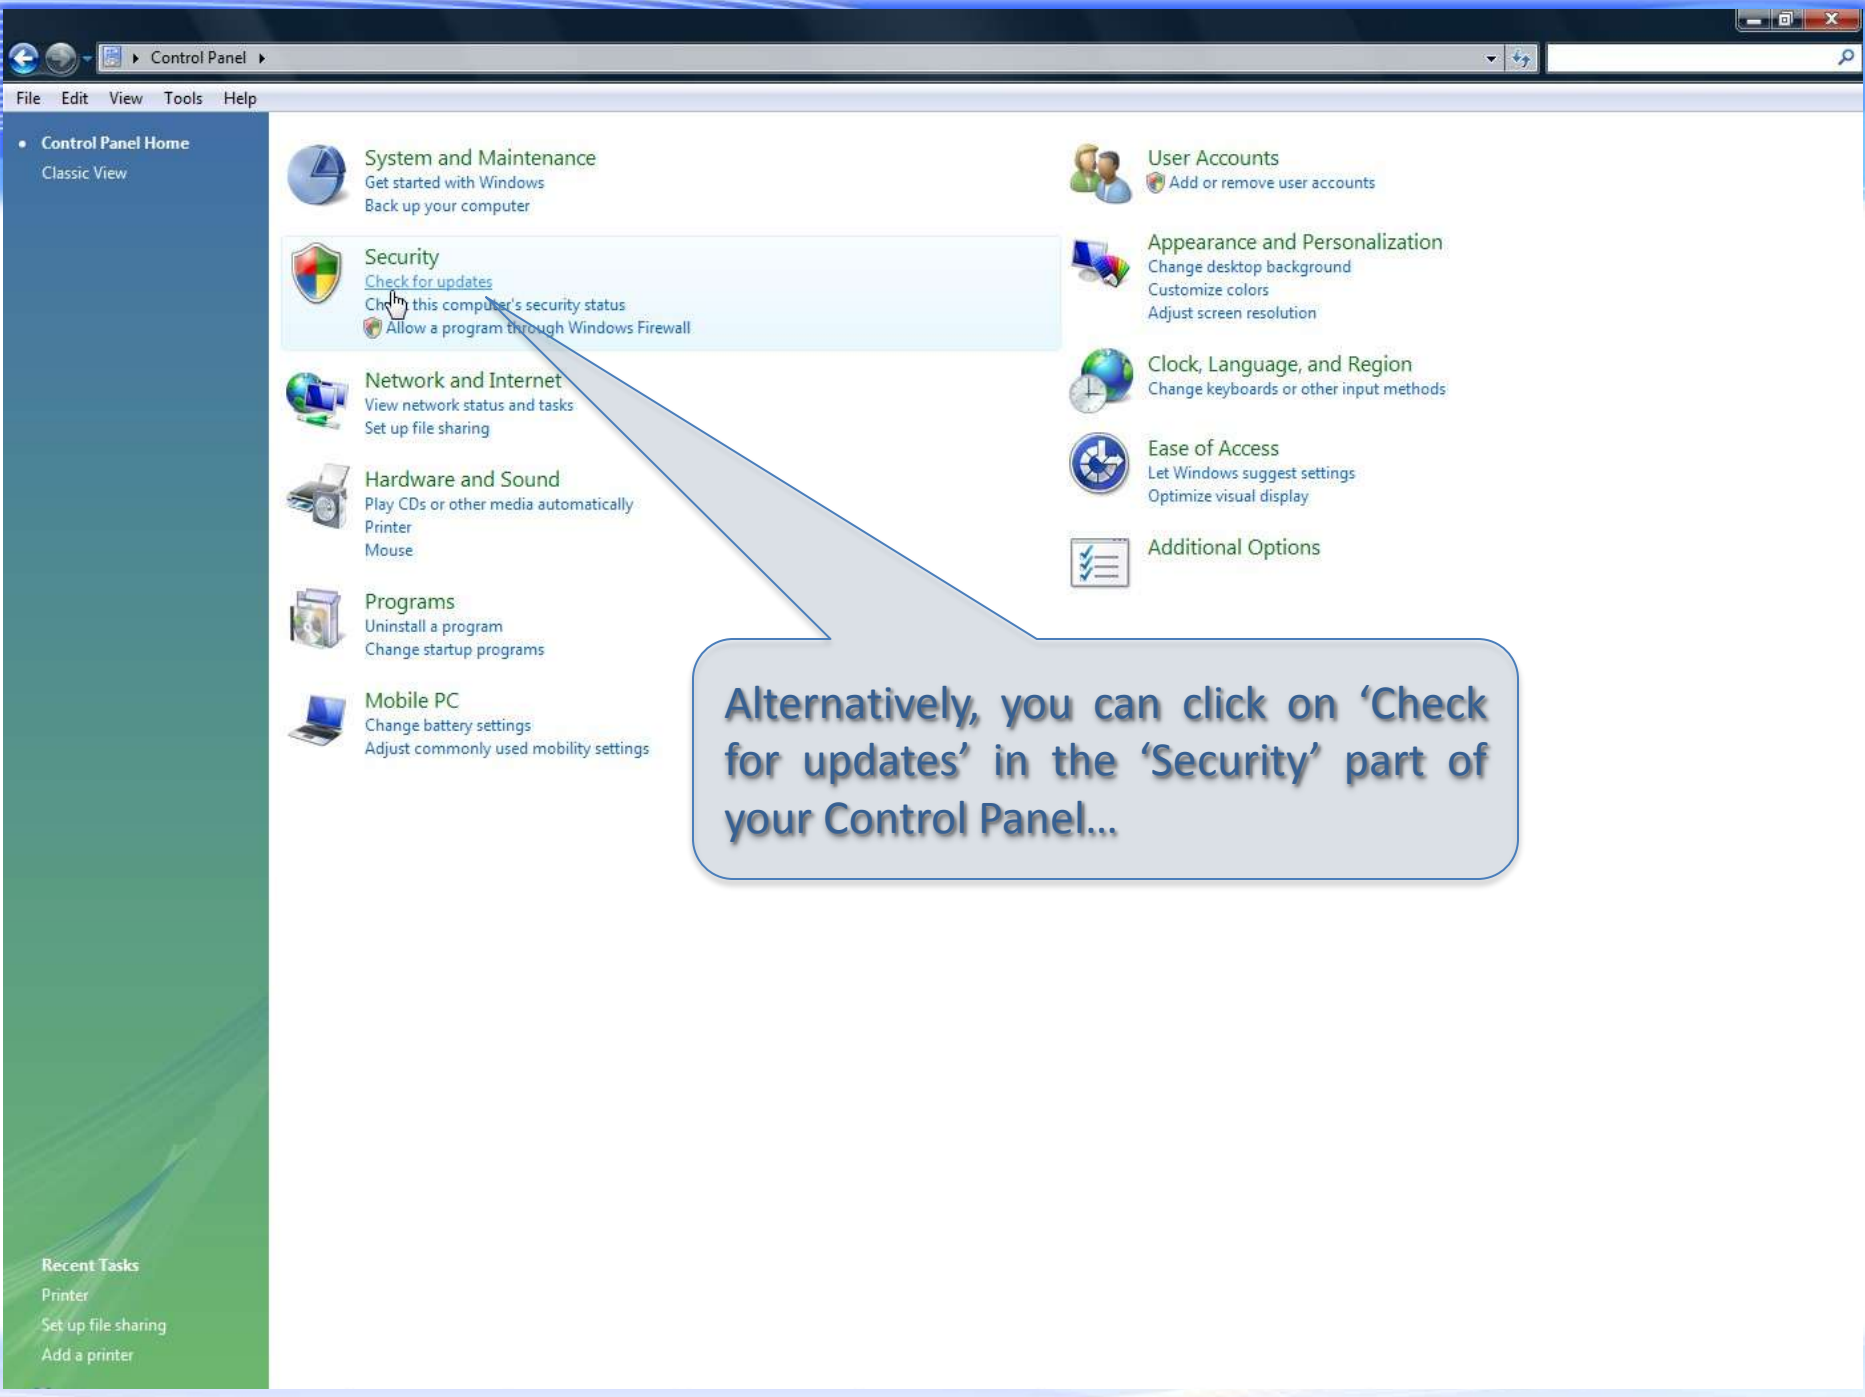 Control Panel
File Edit View Tools Help
Control Panel Home
Classic View
System and Maintenance
Get started with Windows
Back up your computer
Security
Check for updates
this computer's security status
Allow a program through Windows Firewall
Network and Internet
View network status and tasks
Set up file sharing
Hardware and Sound
Play CDs or other media automatically
Printer
Mouse
Programs
Uninstall a program
Change startup programs
Mobile PC
Change battery settings
Adjust commonly used mobility settings
User Accounts
Add or remove user accounts
Appearance and Personalization
Change desktop background
Customize colors
Adjust screen resolution
Clock, Language, and Region
Change keyboards or other input methods
Ease of Access
Let Windows suggest settings
Optimize visual display
Additional Options
Alternatively, you can click on ‘Check
for updates’ in the ‘Security’ part of
your Control Panel…
Recent Tasks
Printer
Set up file sharing
Add a printer